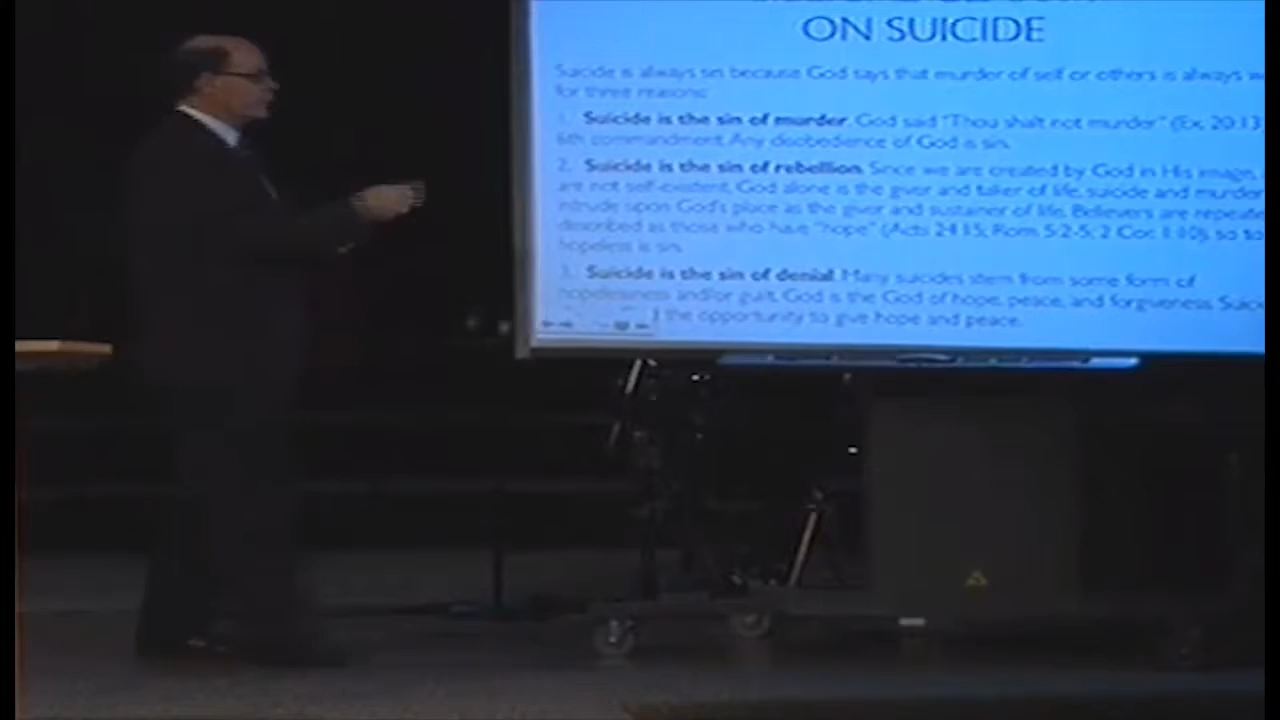 ON SUICIDE
Suicide is always sin because God says that murder of self or others is always
for three reasons:
1. Suicide is the sin of murder. God said "Thou shalt not murder" (Ex. 20:13
6th commandment. Any disobedience of God is sin.
2. Suicide is the sin of rebellion. Since we are created by God in His image,
are not self-existent. God alone is the giver and taker of life, suicide and murder
intrude upon God's place as the giver and sustainer of life. Believers are
described as those who have "hope" (Acts 24:15; Rom. 5:2-5; 2 Cor. 1:10), so to
hopeless is sin.
3. Suicide is the sin of denial. Many suicides stem from some form of
hopelessness and/or guilt. God is the God of hope, peace, and forgiveness.
the opportunity to give hope and peace.